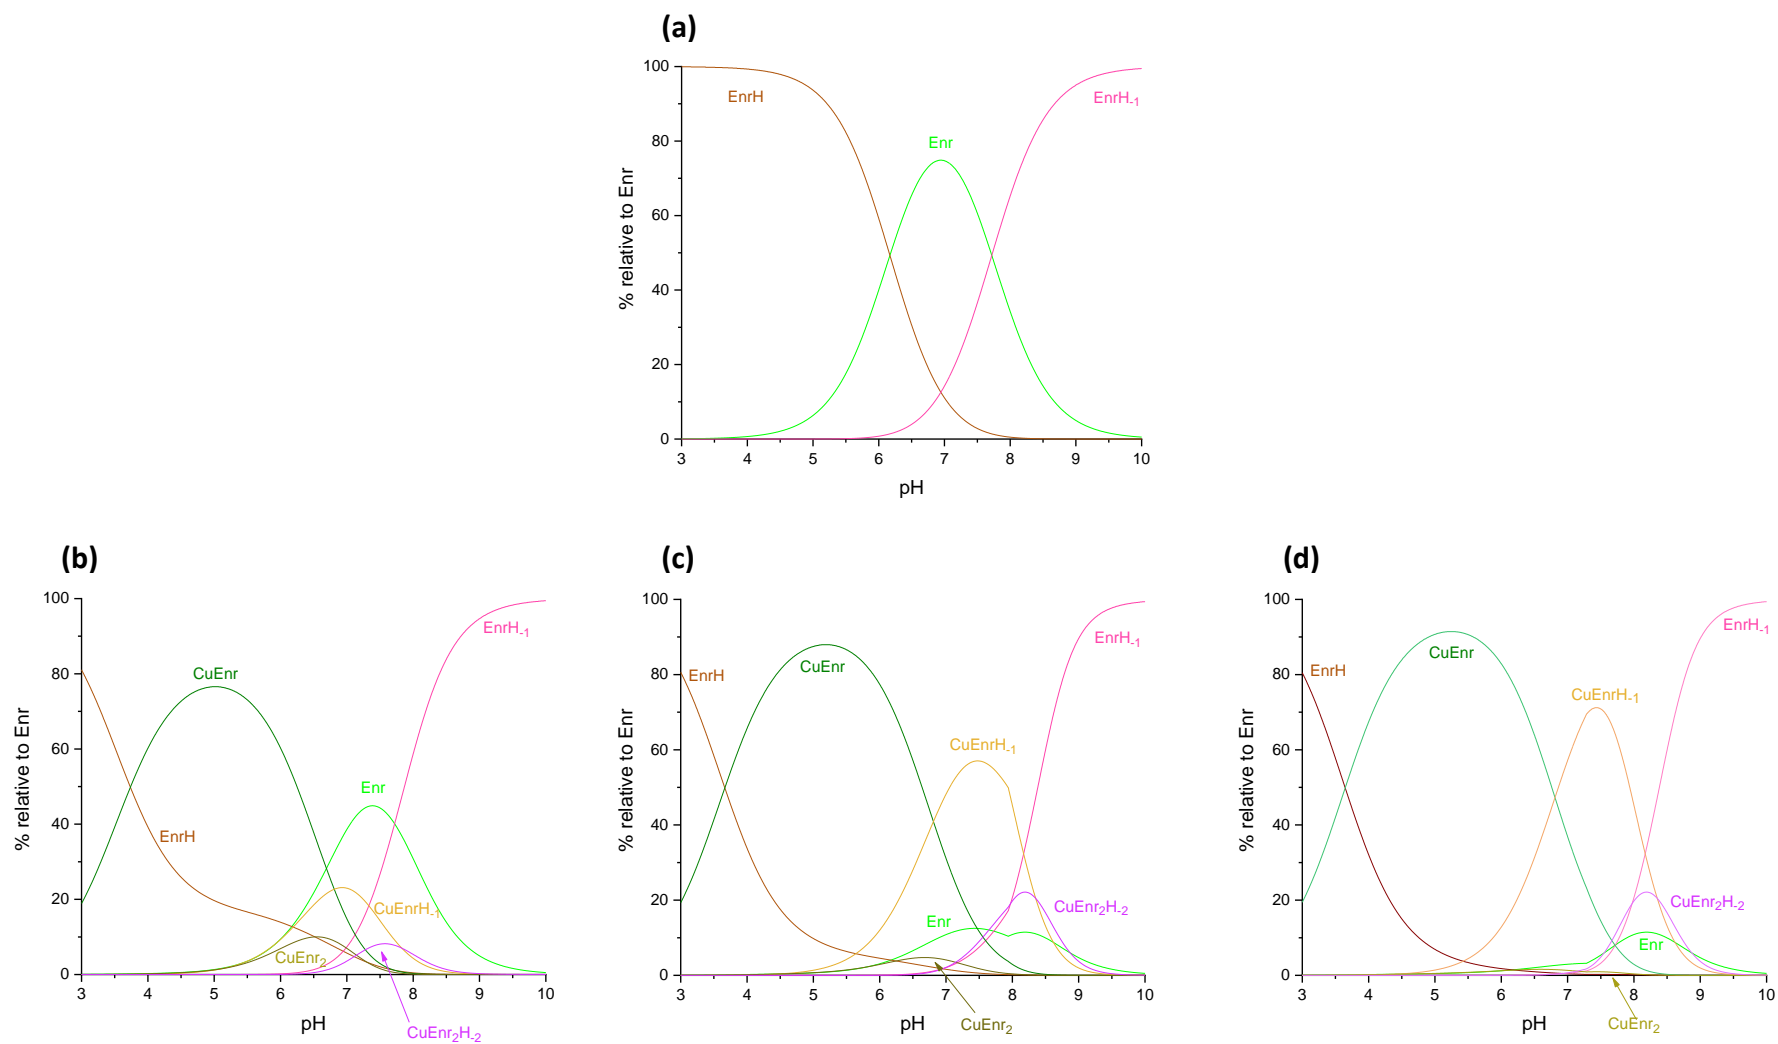 (a)
100
80
60
40
20
0
% relative to Enr
EnrH
Enr
EnrH-1
3 4 5 6 7 8 9 10
pH
(b)
100
80
60
40
20
0
% relative to Enr
CuEnr
EnrH
Enr
CuEnrH-1
CuEnr2
EnrH-1
CuEnr2H-2
3 4 5 6 7 8 9 10
pH
(c)
100
80
60
40
20
0
% relative to Enr
EnrH
CuEnr
CuEnrH-1
EnrH-1
Enr
CuEnr2H-2
CuEnr2
3 4 5 6 7 8 9 10
pH
(d)
100
80
60
40
20
0
% relative to Enr
EnrH
CuEnr
CuEnrH-1
EnrH-1
CuEnr2H-2
Enr
CuEnr2
3 4 5 6 7 8 9 10
pH